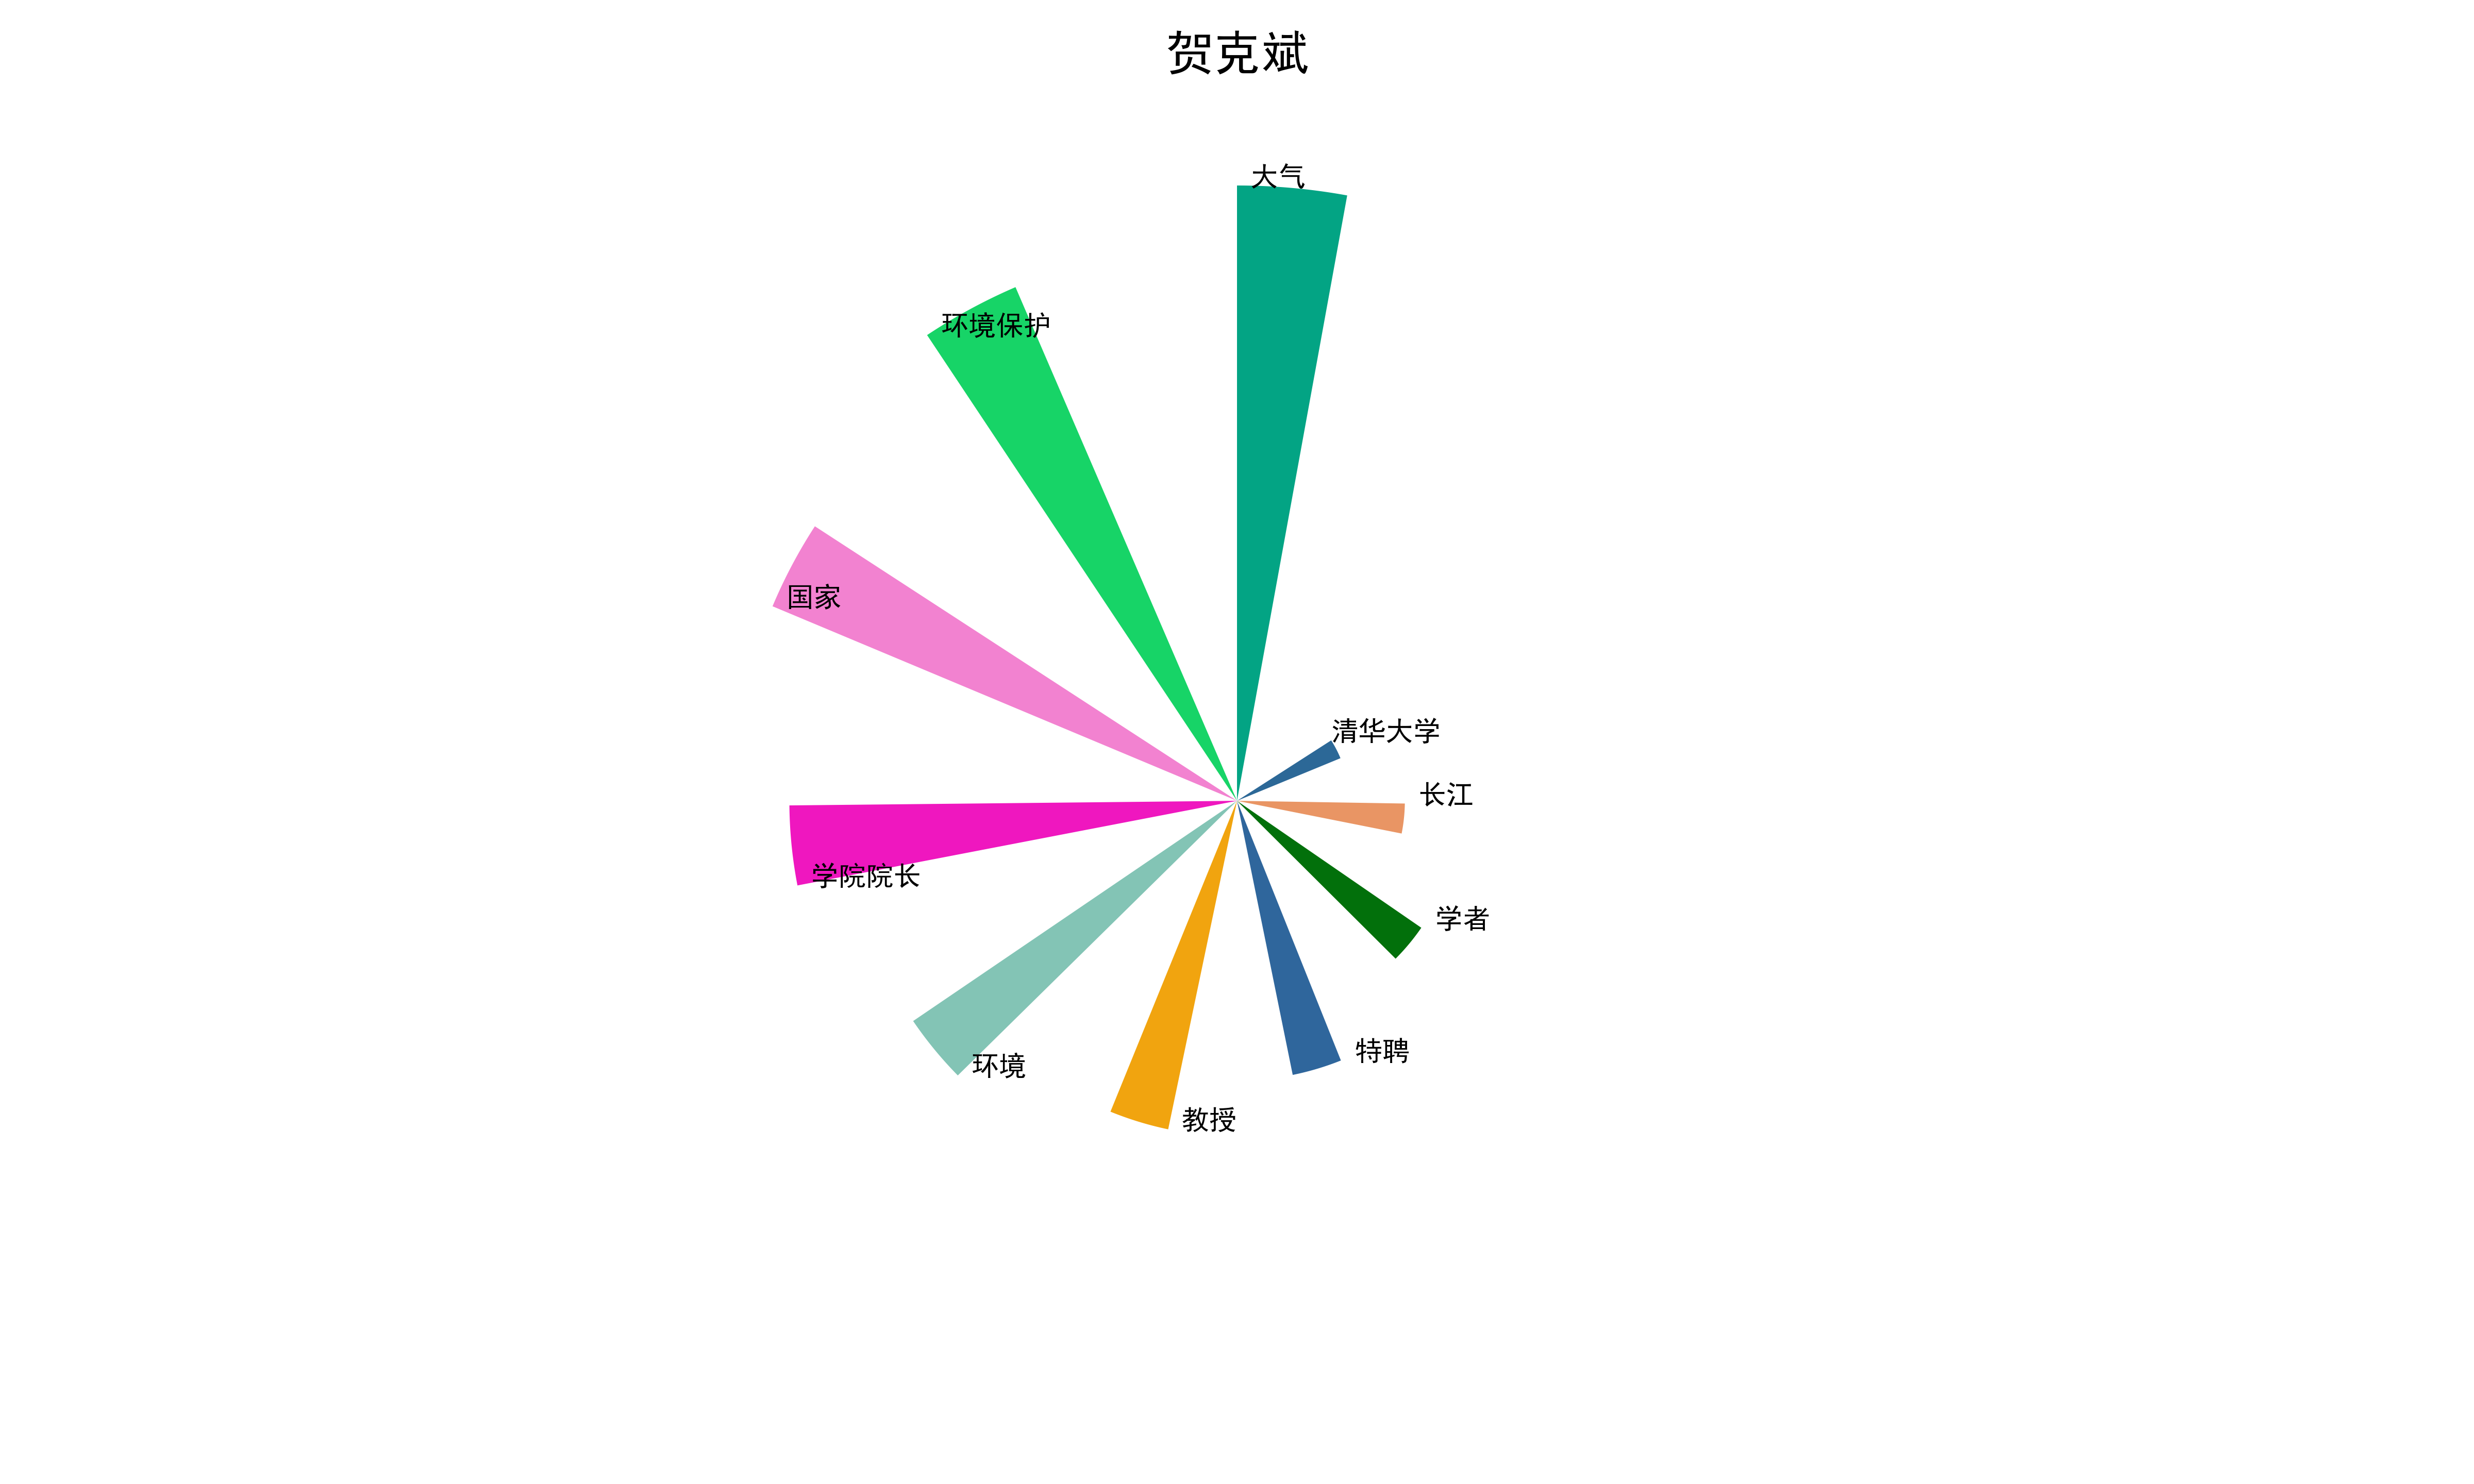 贺克斌
大气
环境保护
国家
清华大学
长江
学院院长
学者
特聘
环境
教授